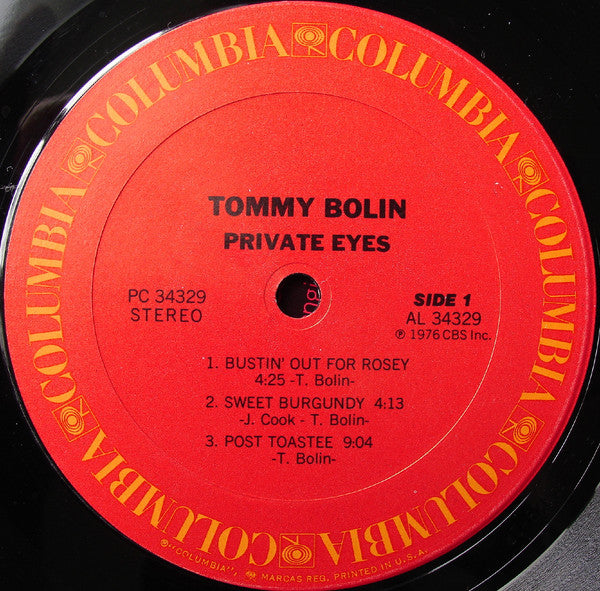 COLUMBIA COLUMBIA COLUMBIA COLUMBIA COLUMBIA COLUMBIA
TOMMY BOLIN
PRIVATE EYES
PC 34329
STEREO
SIDE 1
AL 34329
℗ 1976 CBS Inc.
1. BUSTIN' OUT FOR ROSEY
4:25 -T. Bolin-
2. SWEET BURGUNDY 4:13
-J. Cook - T. Bolin-
3. POST TOASTEE 9:04
-T. Bolin-
"COLUMBIA", MARCAS REG. PRINTED IN U.S.A.